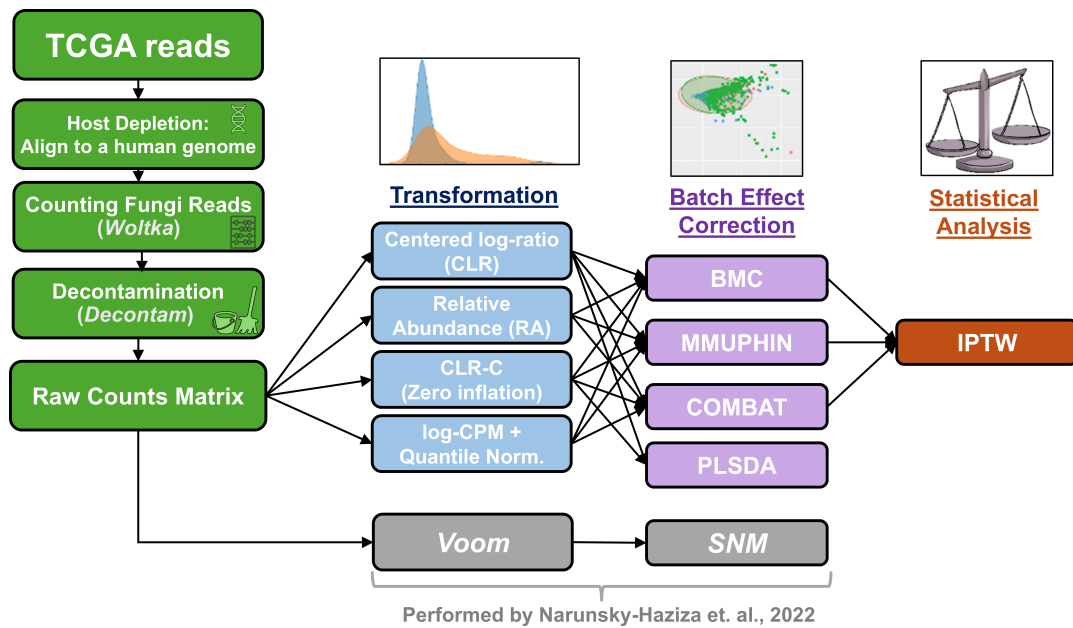 TCGA reads
Host Depletion:
Align to a human genome
Counting Fungi Reads
(Woltka)
Decontamination
(Decontam)
Raw Counts Matrix
Transformation
Centered log-ratio
(CLR)
Relative
Abundance (RA)
CLR-C
(Zero inflation)
log-CPM +
Quantile Norm.
Voom
Batch Effect
Correction
BMC
MMUPHIN
COMBAT
PLSDA
SNM
Statistical
Analysis
IPTW
Performed by Narunsky-Haziza et. al., 2022